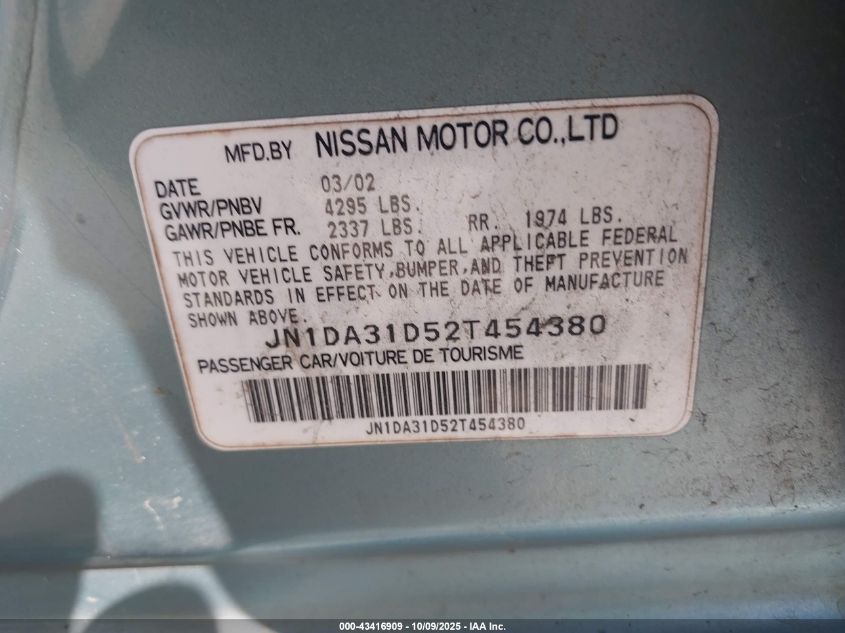 MFD.BY NISSAN MOTOR CO.,LTD
DATE 03/02
GVWR/PNBV 4295 LBS.
GAWR/PNBE FR. 2337 LBS. RR. 1974 LBS.
THIS VEHICLE CONFORMS TO ALL APPLICABLE FEDERAL
MOTOR VEHICLE SAFETY,BUMPER,AND THEFT PREVENTION
STANDARDS IN EFFECT ON THE DATE OF MANUFACTURE
SHOWN ABOVE.
JN1DA31D52T454380
PASSENGER CAR/VOITURE DE TOURISME
JN1DA31D52T454380
000-43416909 - 10/09/2025 - IAA Inc.